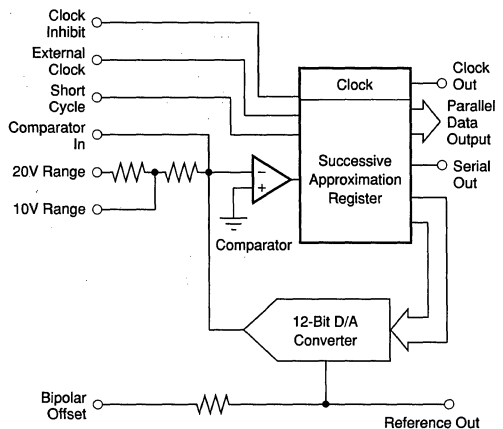 Clock
Inhibit
External
Clock
Short
Cycle
Comparator
In
20V Range
10V Range
Clock
Successive
Approximation
Register
Clock
Out
Parallel
Data
Output
Serial
Out
−
+
Comparator
12-Bit D/A
Converter
Bipolar
Offset
Reference Out